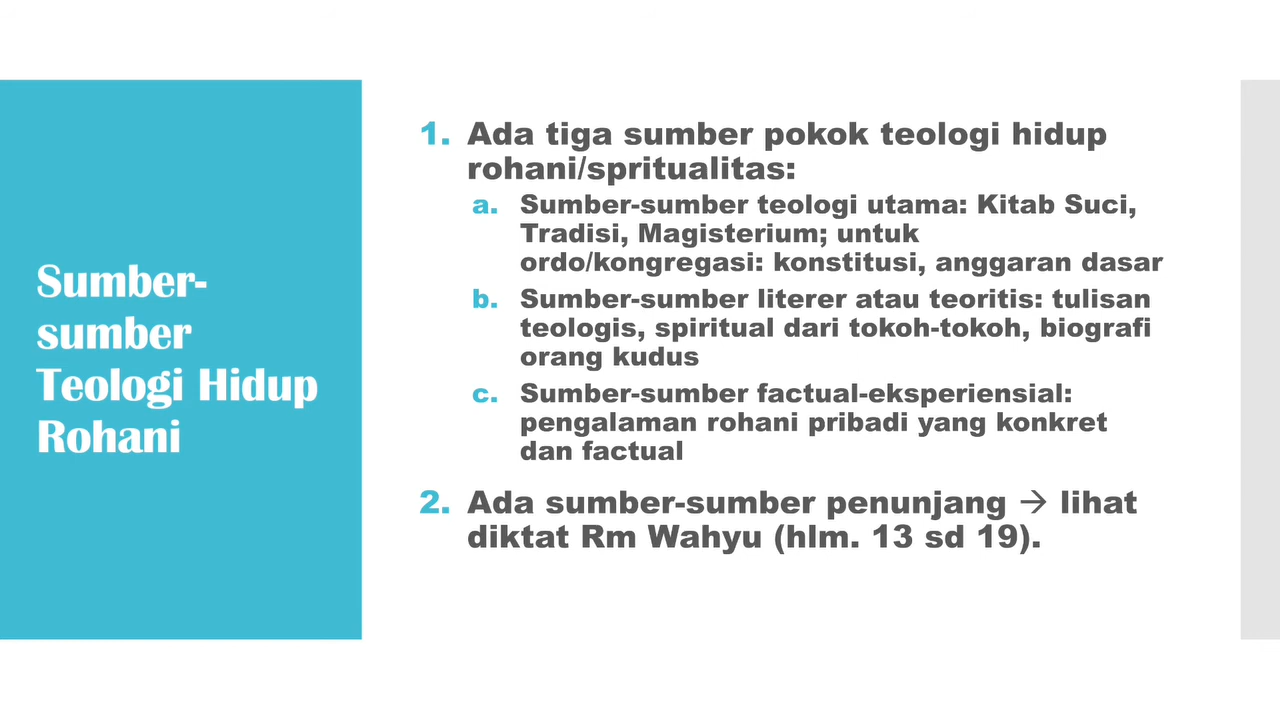 Sumber-
sumber
Teologi Hidup
Rohani
1. Ada tiga sumber pokok teologi hidup
rohani/spritualitas:
a. Sumber-sumber teologi utama: Kitab Suci,
Tradisi, Magisterium; untuk
ordo/kongregasi: konstitusi, anggaran dasar
b. Sumber-sumber literer atau teoritis: tulisan
teologis, spiritual dari tokoh-tokoh, biografi
orang kudus
c. Sumber-sumber factual-eksperiensial:
pengalaman rohani pribadi yang konkret
dan factual
2. Ada sumber-sumber penunjang → lihat
diktat Rm Wahyu (hlm. 13 sd 19).